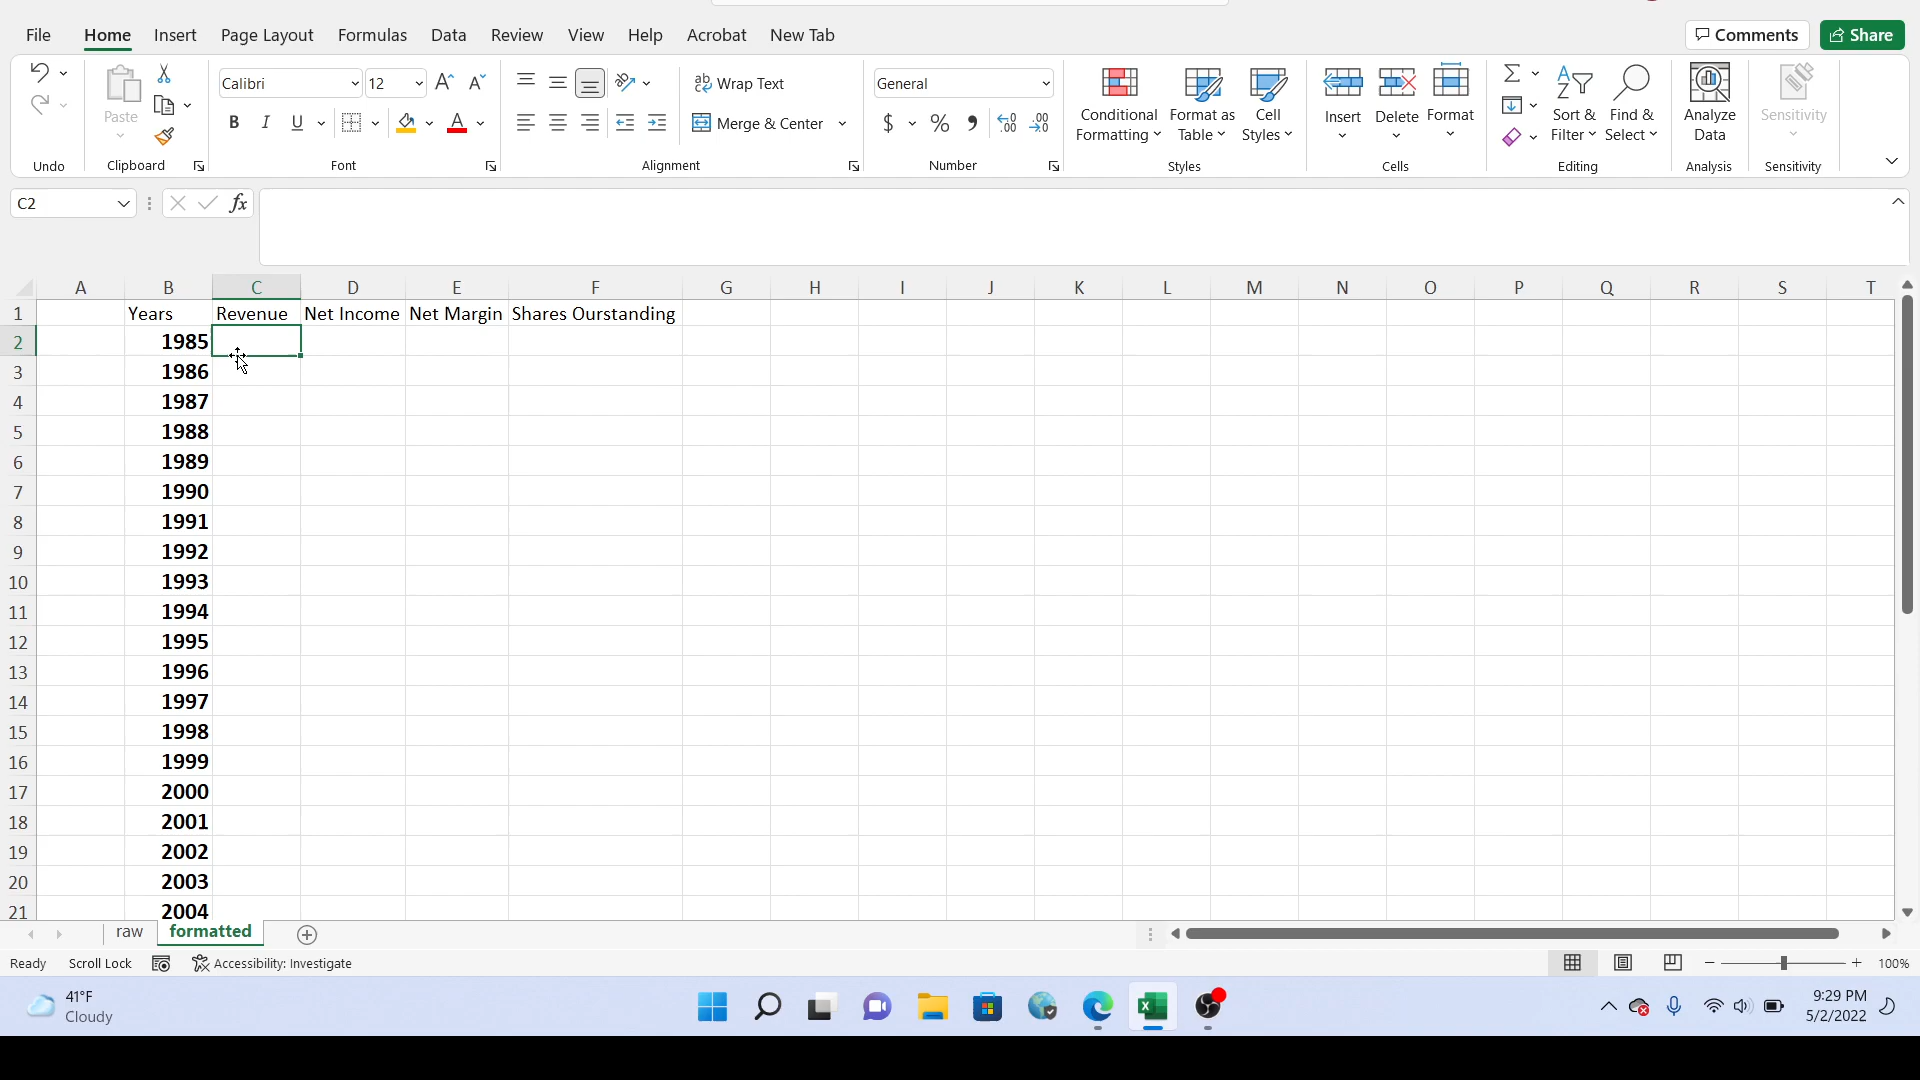 File Home Insert Page Layout Formulas Data Review View Help Acrobat New Tab Comments Share
Calibri 12 ab Wrap Text General
Paste Conditional Formatting Format as Table Cell Styles Insert Delete Format Sort & Filter Find & Select Analyze Data Sensitivity
B I U A Merge & Center $ % 9 .00 .00
Undo Clipboard Font Alignment Number Styles Cells Editing Analysis Sensitivity
C2 fx
A B C D E F G H I J K L M N O P Q R S T
1 Years Revenue Net Income Net Margin Shares Ourstanding
2 1985
3 1986
4 1987
5 1988
6 1989
7 1990
8 1991
9 1992
10 1993
11 1994
12 1995
13 1996
14 1997
15 1998
16 1999
17 2000
18 2001
19 2002
20 2003
21 2004
raw formatted
Ready Scroll Lock Accessibility: Investigate 100%
41°F 9:29 PM
Cloudy 5/2/2022